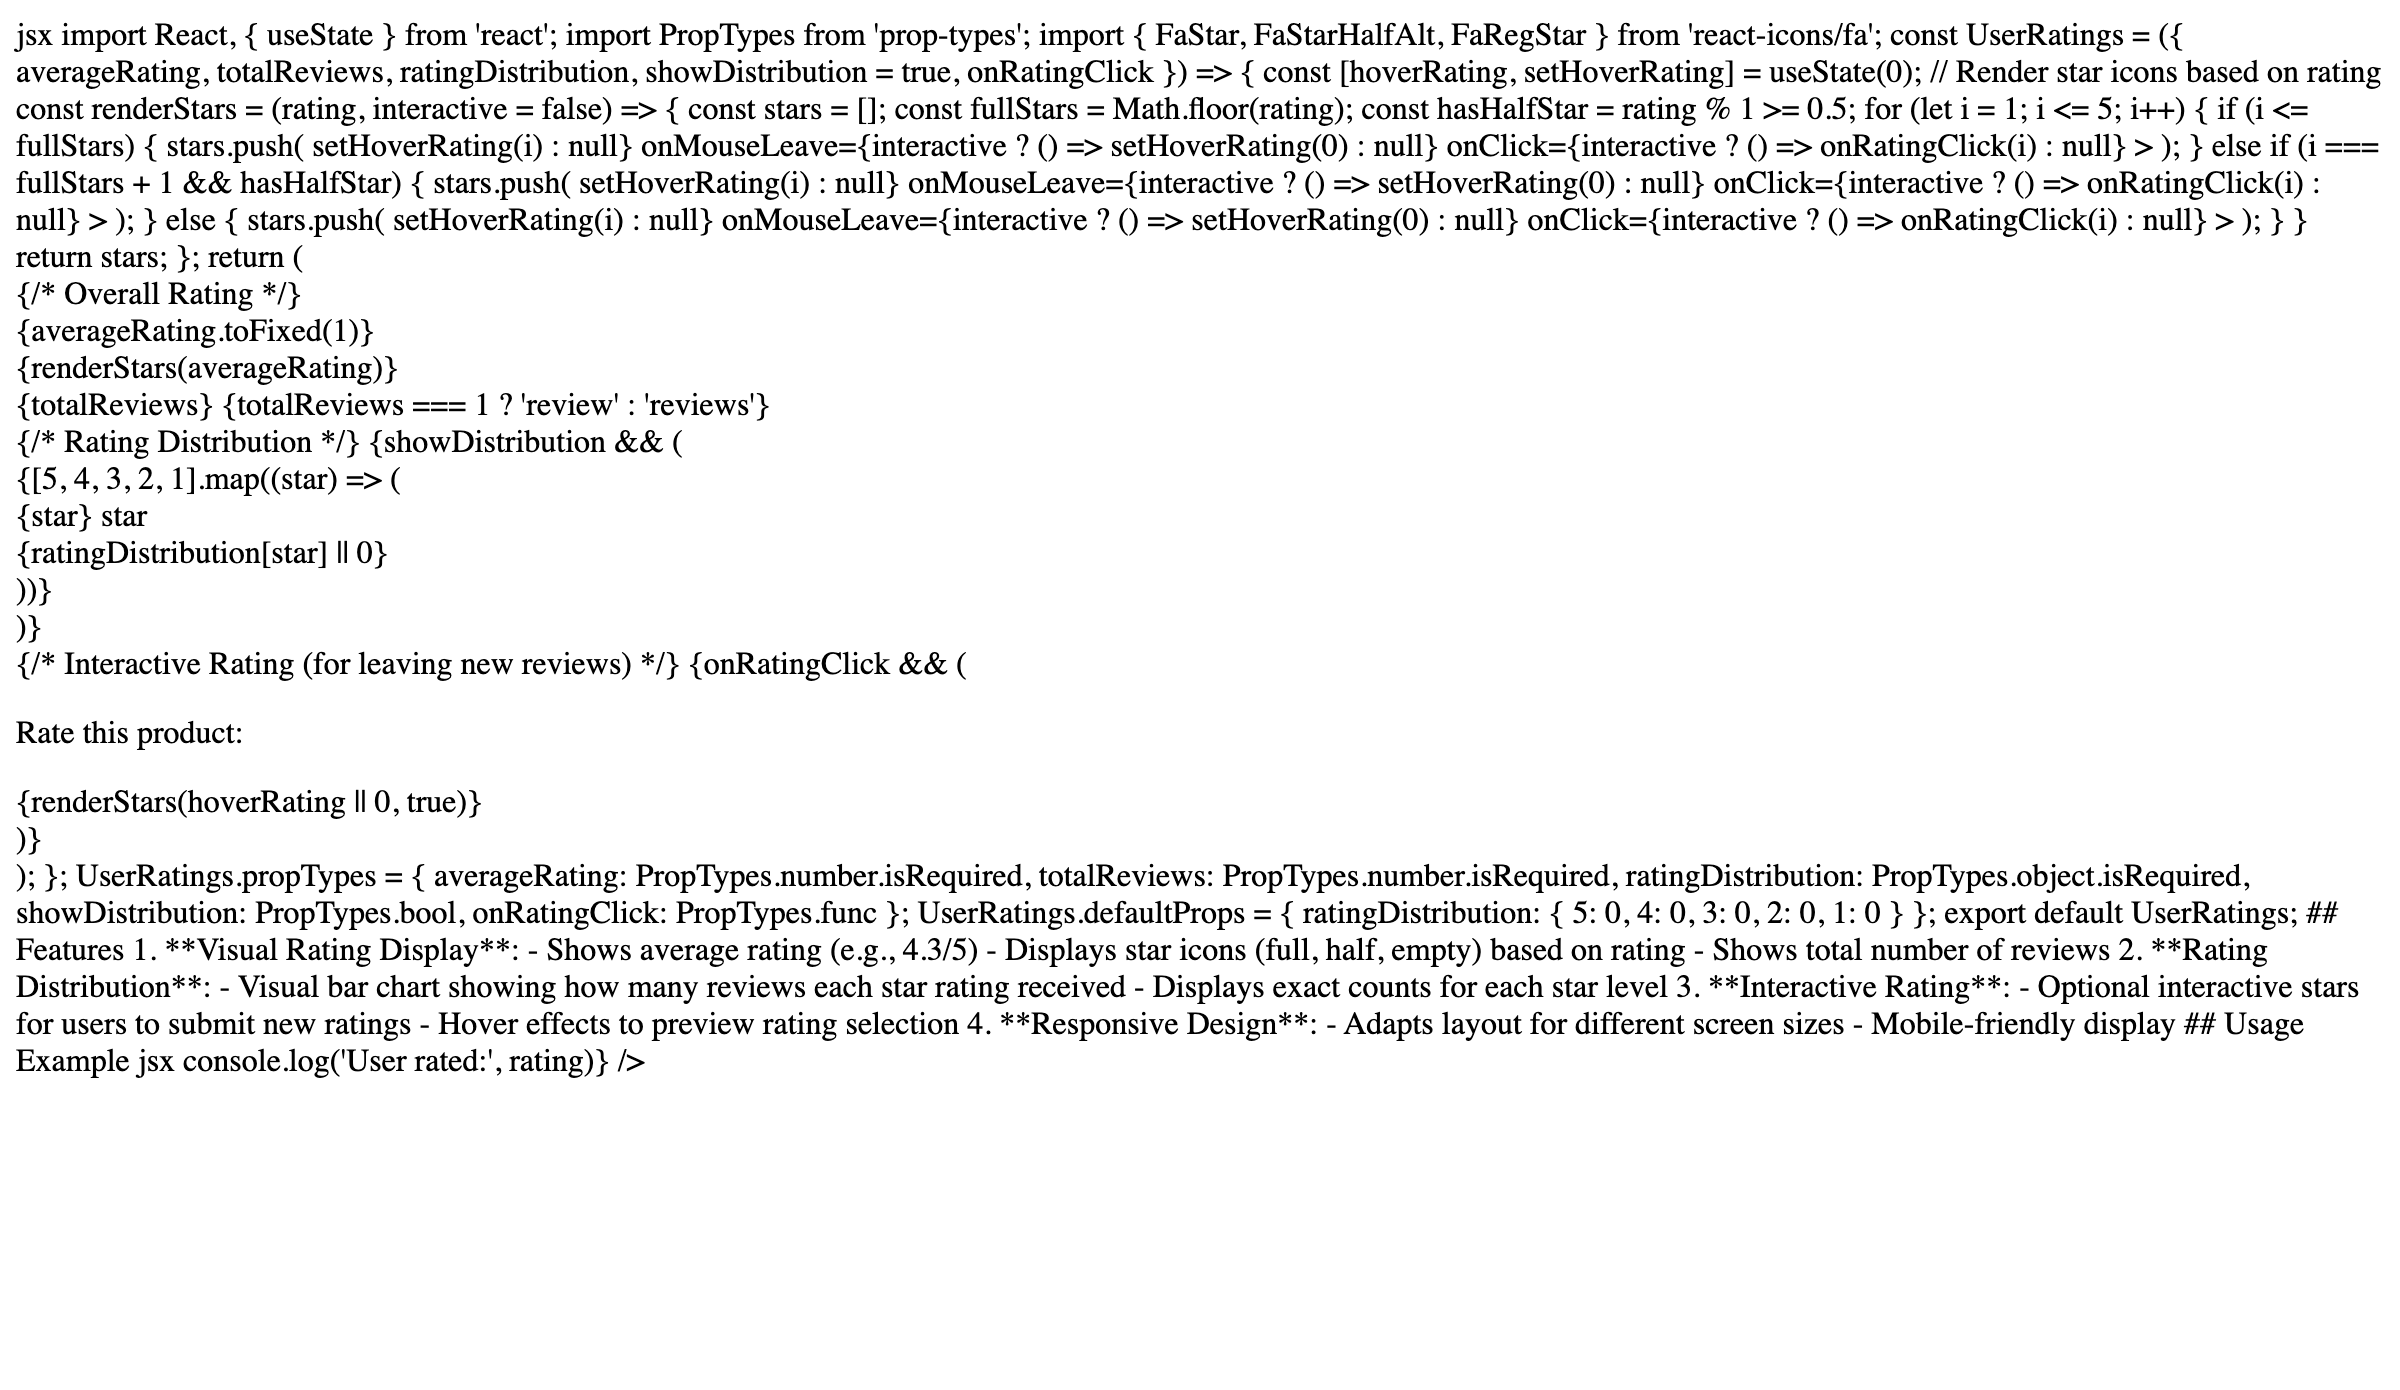 jsx import React, { useState } from 'react'; import PropTypes from 'prop-types'; import { FaStar, FaStarHalfAlt, FaRegStar } from 'react-icons/fa'; const UserRatings = ({
averageRating, totalReviews, ratingDistribution, showDistribution = true, onRatingClick }) => { const [hoverRating, setHoverRating] = useState(0); // Render star icons based on rating
const renderStars = (rating, interactive = false) => { const stars = []; const fullStars = Math.floor(rating); const hasHalfStar = rating % 1 >= 0.5; for (let i = 1; i <= 5; i++) { if (i <=
fullStars) { stars.push( setHoverRating(i) : null} onMouseLeave={interactive ? () => setHoverRating(0) : null} onClick={interactive ? () => onRatingClick(i) : null} > ); } else if (i ===
fullStars + 1 && hasHalfStar) { stars.push( setHoverRating(i) : null} onMouseLeave={interactive ? () => setHoverRating(0) : null} onClick={interactive ? () => onRatingClick(i) :
null} > ); } else { stars.push( setHoverRating(i) : null} onMouseLeave={interactive ? () => setHoverRating(0) : null} onClick={interactive ? () => onRatingClick(i) : null} > ); } }
return stars; }; return (
{/* Overall Rating */}
{averageRating.toFixed(1)}
{renderStars(averageRating)}
{totalReviews} {totalReviews === 1 ? 'review' : 'reviews'}
{/* Rating Distribution */} {showDistribution && (
{[5, 4, 3, 2, 1].map((star) => (
{star} star
{ratingDistribution[star] || 0}
))}
)}
{/* Interactive Rating (for leaving new reviews) */} {onRatingClick && (
Rate this product:
{renderStars(hoverRating || 0, true)}
)}
); }; UserRatings.propTypes = { averageRating: PropTypes.number.isRequired, totalReviews: PropTypes.number.isRequired, ratingDistribution: PropTypes.object.isRequired,
showDistribution: PropTypes.bool, onRatingClick: PropTypes.func }; UserRatings.defaultProps = { ratingDistribution: { 5: 0, 4: 0, 3: 0, 2: 0, 1: 0 } }; export default UserRatings; ##
Features 1. **Visual Rating Display**: - Shows average rating (e.g., 4.3/5) - Displays star icons (full, half, empty) based on rating - Shows total number of reviews 2. **Rating
Distribution**: - Visual bar chart showing how many reviews each star rating received - Displays exact counts for each star level 3. **Interactive Rating**: - Optional interactive stars
for users to submit new ratings - Hover effects to preview rating selection 4. **Responsive Design**: - Adapts layout for different screen sizes - Mobile-friendly display ## Usage
Example jsx console.log('User rated:', rating)} />